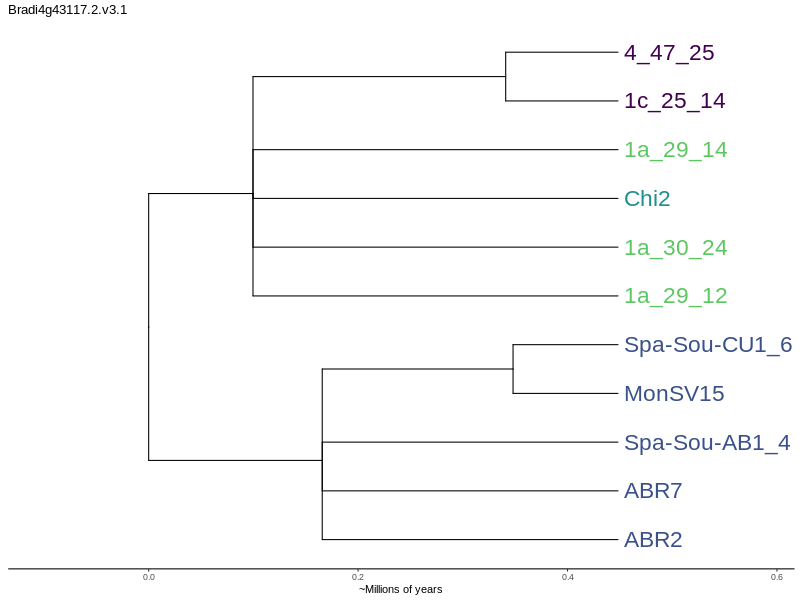 Bradi4g43117.2.v3.1
4_47_25
1c_25_14
1a_29_14
Chi2
1a_30_24
1a_29_12
Spa-Sou-CU1_6
MonSV15
Spa-Sou-AB1_4
ABR7
ABR2
0.0 0.2 0.4 0.6
~Millions of years